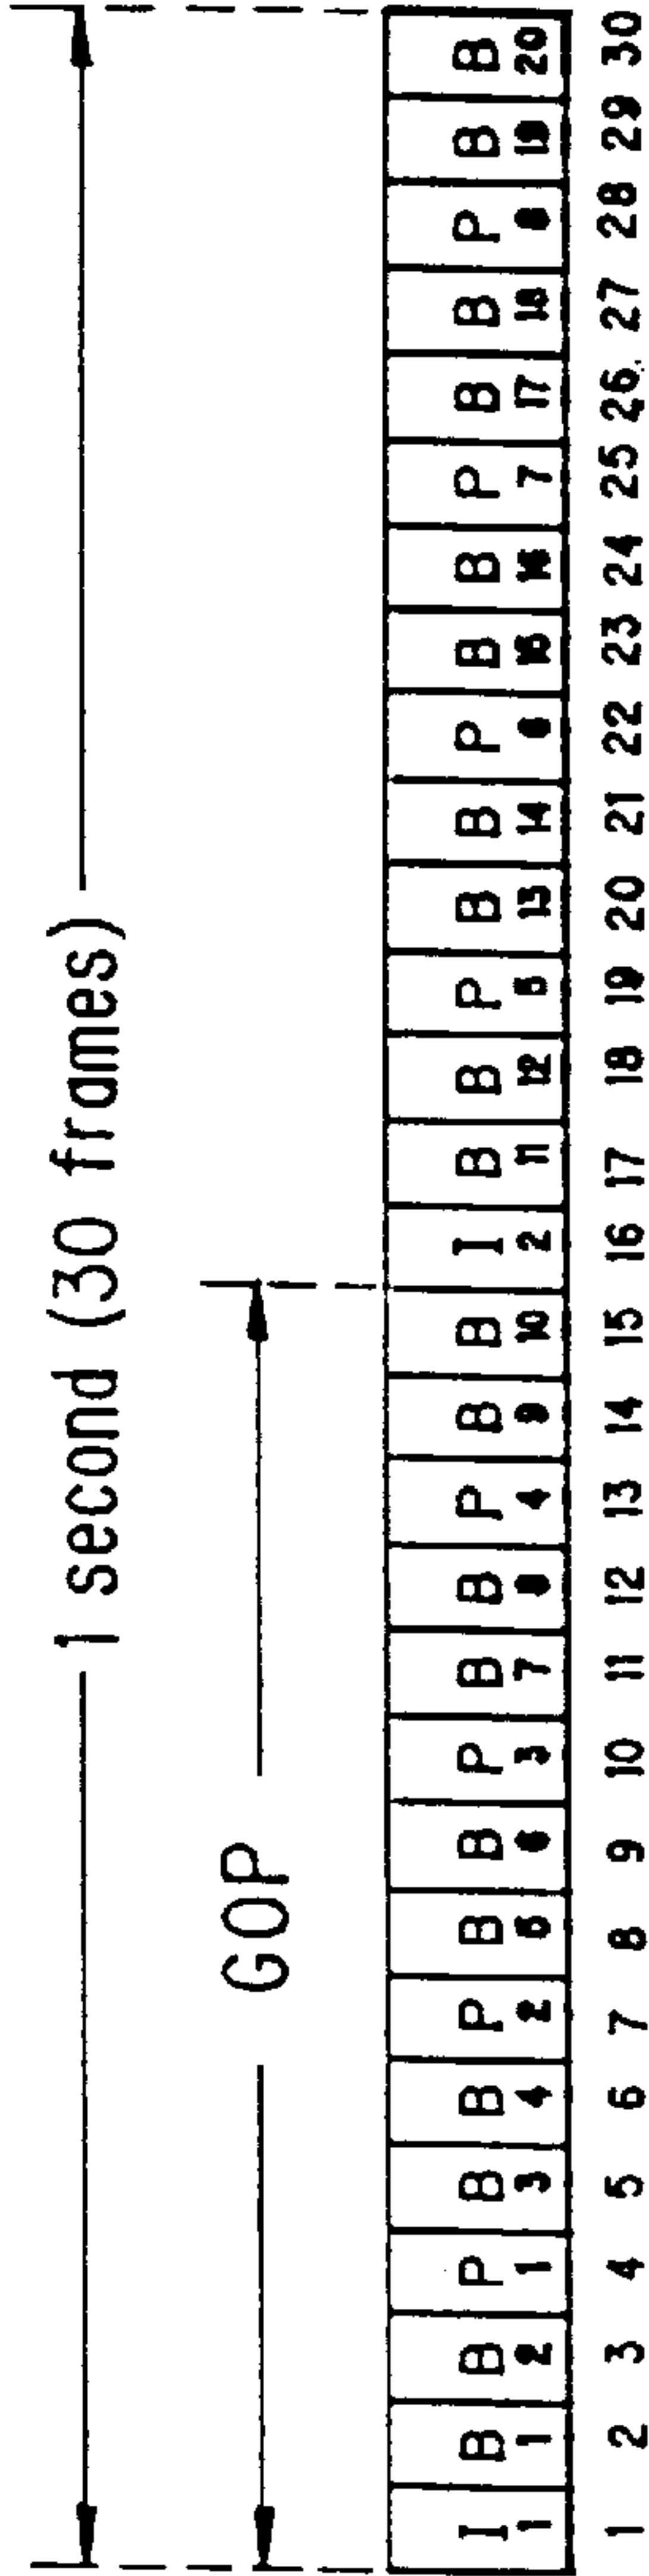 1 second (30 frames)
GOP
I B B P B B P B B P B B P B B I B B P B B P B B P B B P B B
1 1 2 1 3 4 2 5 6 3 7 8 4 9 10 2 11 12 5 13 14 6 15 16 7 17 18 8 19 20
1 2 3 4 5 6 7 8 9 10 11 12 13 14 15 16 17 18 19 20 21 22 23 24 25 26 27 28 29 30